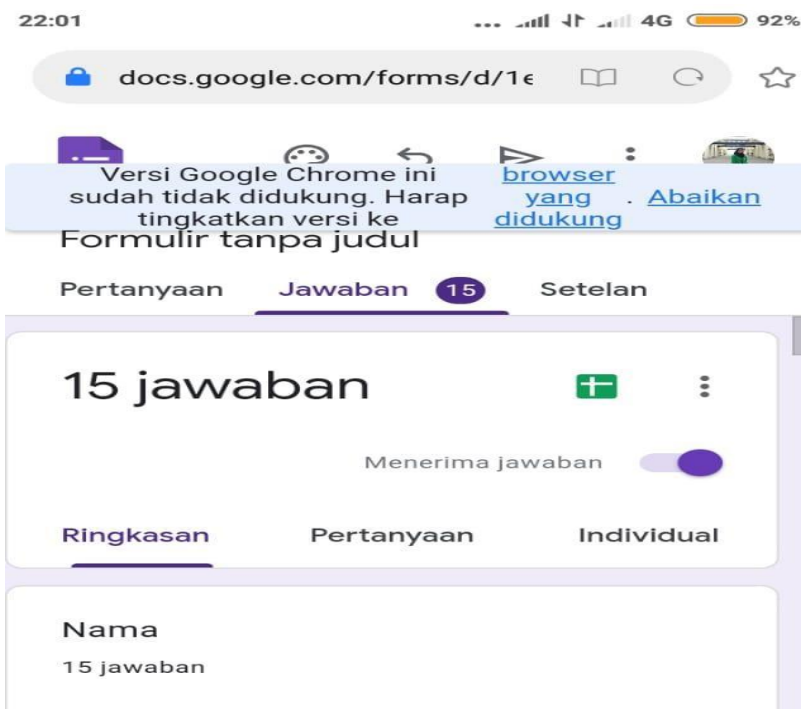 22:01 ... 4G 92%
docs.google.com/forms/d/1e
Versi Google Chrome ini browser
sudah tidak didukung. Harap yang . Abaikan
tingkatkan versi ke didukung
Formulir tanpa judul
Pertanyaan Jawaban 15 Setelan
15 jawaban
Menerima jawaban
Ringkasan Pertanyaan Individual
Nama
15 jawaban